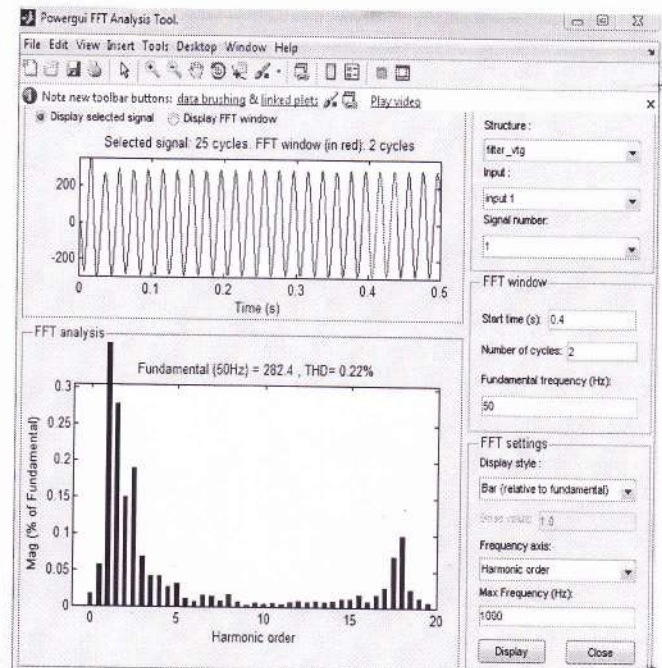 Powergui FFT Analysis Tool.
File Edit View Insert Tools Desktop Window Help
Note new toolbar buttons: data brushing & linked plots Play video
Display selected signal Display FFT window
Selected signal: 25 cycles. FFT window (in red): 2 cycles
200
0
-200
0 0.1 0.2 0.3 0.4 0.5
Time (s)
FFT analysis
Fundamental (50Hz) = 282.4 , THD= 0.22%
0.3
0.25
0.2
0.15
0.1
0.05
0
Mag (% of Fundamental)
0 5 10 15 20
Harmonic order
Structure :
filter_vtg
Input :
input 1
Signal number:
1
FFT window
Start time (s): 0.4
Number of cycles: 2
Fundamental frequency (Hz):
50
FFT settings
Display style :
Bar (relative to fundamental)
1.0
Frequency axis:
Harmonic order
Max Frequency (Hz):
1000
Display Close